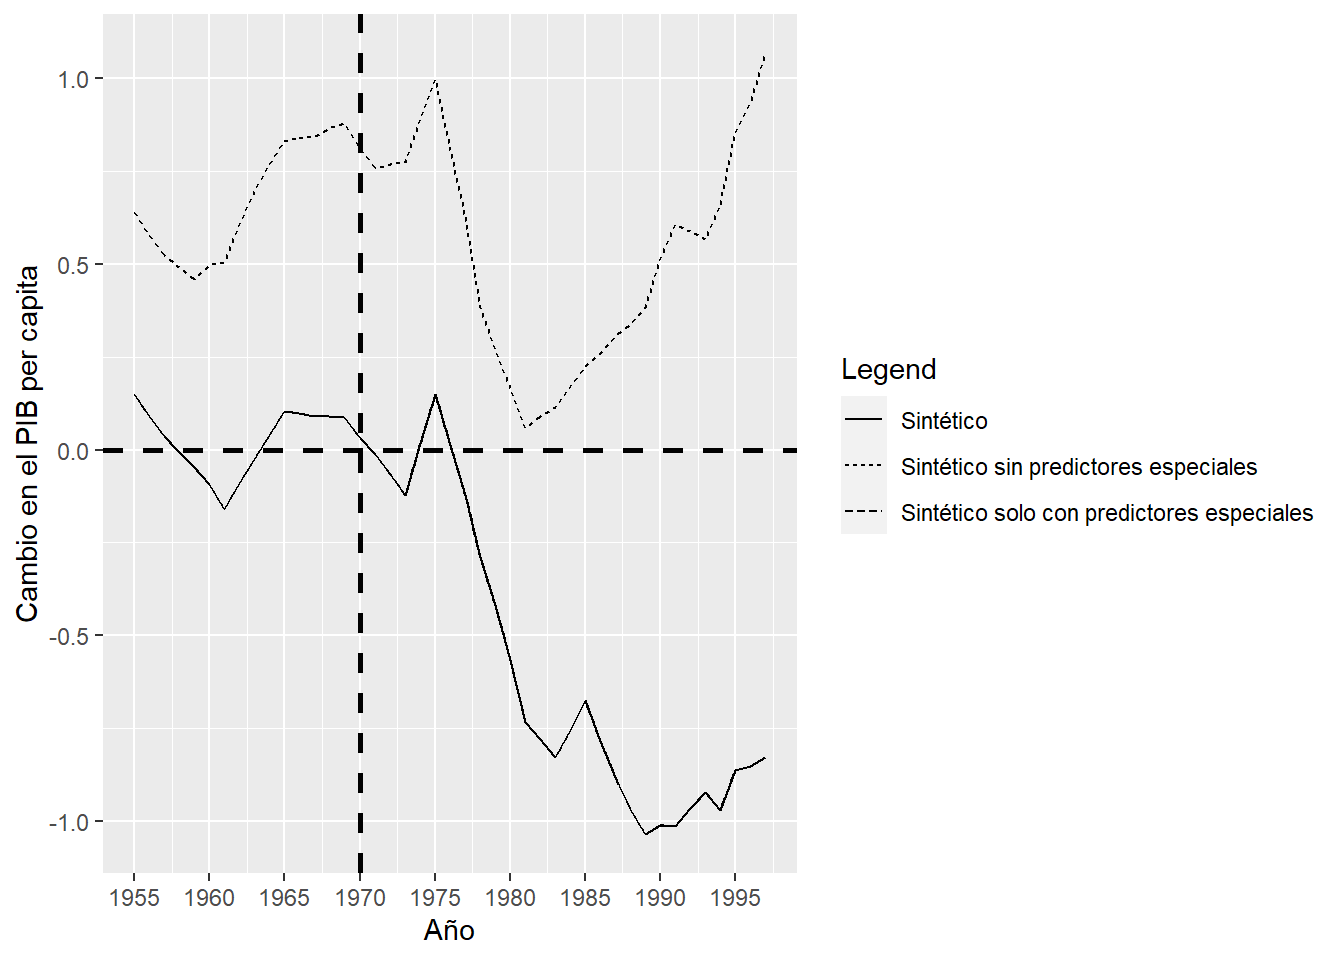 Cambio en el PIB per capita
1.0
0.5
0.0
-0.5
-1.0
1955 1960 1965 1970 1975 1980 1985 1990 1995
Año
Legend
Sintético
Sintético sin predictores especiales
Sintético solo con predictores especiales